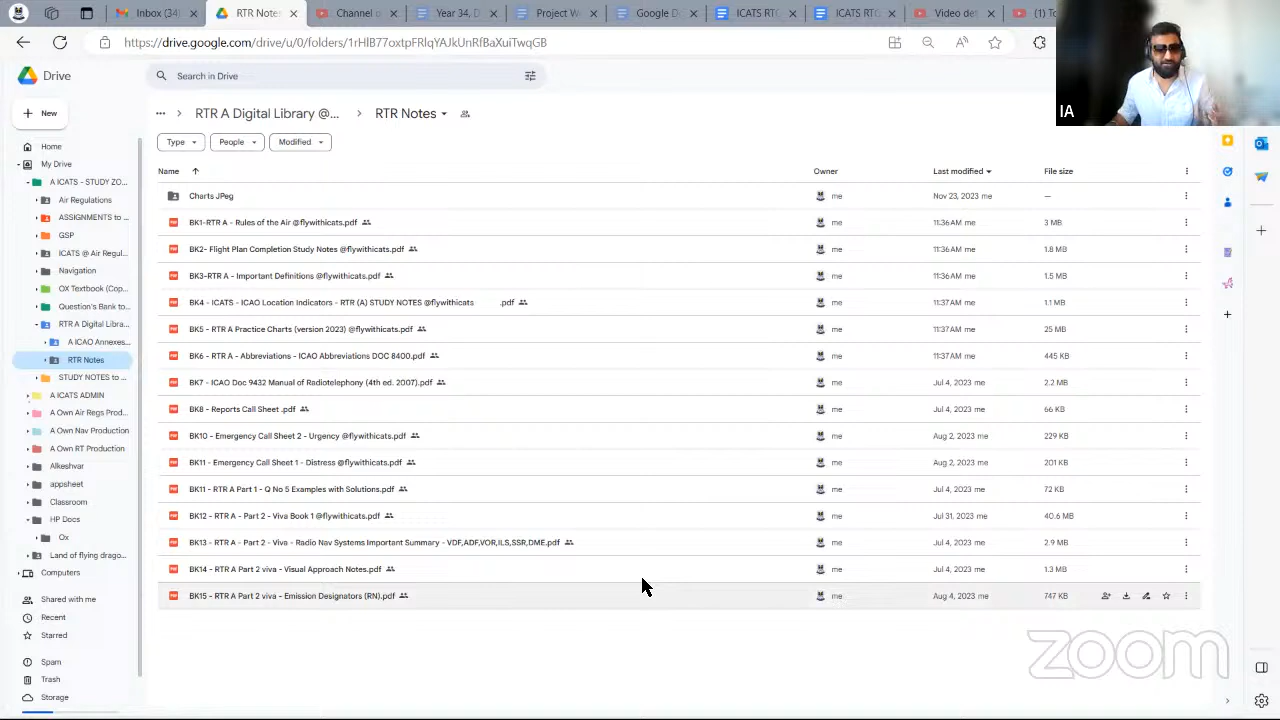 Inbox (34)
RTR Notes
Channel c
Year 34, D
Project W
Google D
ICATS RTC
ICATS RTC
Video det
(1) To
https://drive.google.com/drive/u/0/folders/1rHlB77oxtpFRlqYAJkUtRfBaXuiTwqGB
Drive
Search in Drive
IA
New
RTR A Digital Library @...
RTR Notes
Type
People
Modified
Home
My Drive
A ICATS - STUDY ZO...
Air Regulations
ASSIGNMENTS to ...
GSP
ICATS @ Air Regul...
Navigation
OX Textbook (Cop...
Question's Bank to...
RTR A Digital Libra...
A ICAO Annexe...
RTR Notes
STUDY NOTES to ...
A ICATS ADMIN
A Own Air Regs Prod...
A Own Nav Production
A Own RT Production
Alkeshvar
appsheet
Classroom
HP Docs
Ox
Land of flying drago...
Computers
Shared with me
Recent
Starred
Spam
Trash
Storage
Name Owner Last modified File size
Charts JPeg me Nov 23, 2023 me —
BK1-RTR A - Rules of the Air @flywithicats.pdf me 11:36 AM me 3 MB
BK2- Flight Plan Completion Study Notes @flywithicats.pdf me 11:36 AM me 1.8 MB
BK3-RTR A - Important Definitions @flywithicats.pdf me 11:36 AM me 1.5 MB
BK4 - ICATS - ICAO Location Indicators - RTR (A) STUDY NOTES @flywithicats .pdf me 11:37 AM me 1.1 MB
BK5 - RTR A Practice Charts (version 2023) @flywithicats.pdf me 11:37 AM me 25 MB
BK6 - RTR A - Abbreviations - ICAO Abbreviations DOC 8400.pdf me 11:37 AM me 445 KB
BK7 - ICAO Doc 9432 Manual of Radiotelephony (4th ed. 2007).pdf me Jul 4, 2023 me 2.2 MB
BK8 - Reports Call Sheet .pdf me Jul 4, 2023 me 66 KB
BK10 - Emergency Call Sheet 2 - Urgency @flywithicats.pdf me Aug 2, 2023 me 229 KB
BK11 - Emergency Call Sheet 1 - Distress @flywithicats.pdf me Aug 2, 2023 me 201 KB
BK11 - RTR A Part 1 - Q No 5 Examples with Solutions.pdf me Jul 4, 2023 me 72 KB
BK12 - RTR A - Part 2 - Viva Book 1 @flywithicats.pdf me Jul 31, 2023 me 40.6 MB
BK13 - RTR A - Part 2 - Viva - Radio Nav Systems Important Summary - VDF,ADF,VOR,ILS,SSR,DME.pdf me Jul 4, 2023 me 2.9 MB
BK14 - RTR A Part 2 viva - Visual Approach Notes.pdf me Jul 4, 2023 me 1.3 MB
BK15 - RTR A Part 2 viva - Emission Designators (RN).pdf me Aug 4, 2023 me 747 KB
zoom